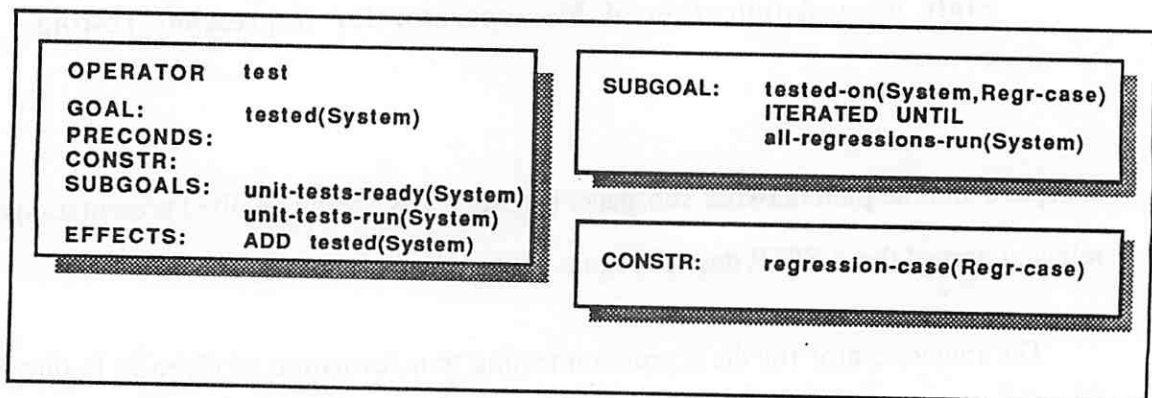 OPERATOR test
GOAL: tested(System)
PRECONDS:
CONSTR:
SUBGOALS: unit-tests-ready(System)
unit-tests-run(System)
EFFECTS: ADD tested(System)
SUBGOAL: tested-on(System,Regr-case)
ITERATED UNTIL
all-regressions-run(System)
CONSTR: regression-case(Regr-case)